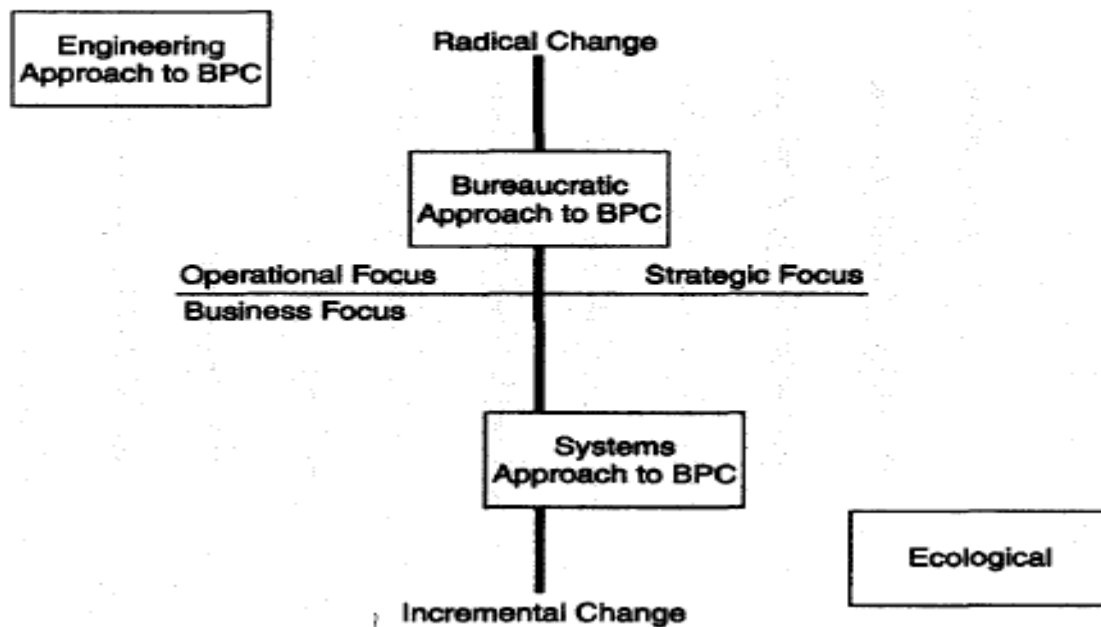 Engineering
Approach to BPC
Radical Change
Bureaucratic
Approach to BPC
Operational Focus
Strategic Focus
Business Focus
Systems
Approach to BPC
Ecological
Incremental Change